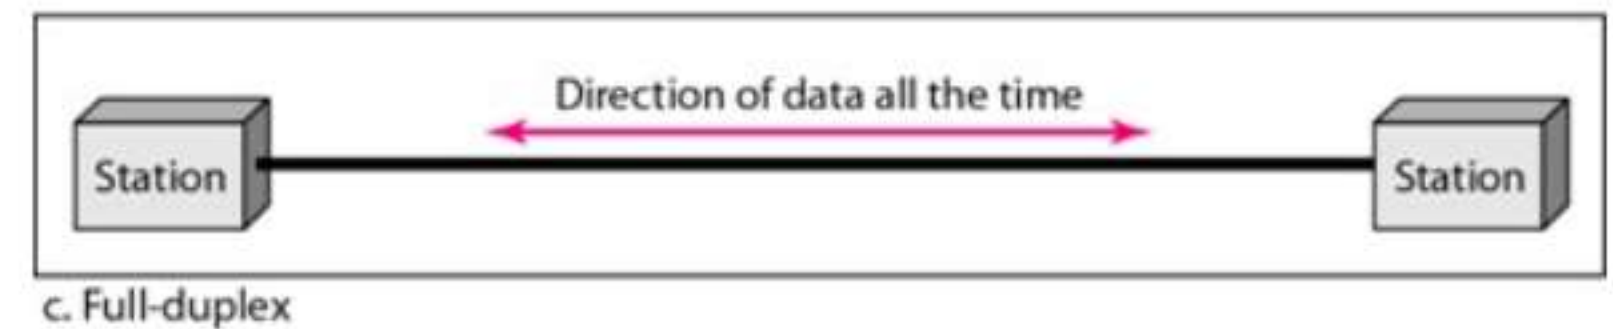 Direction of data all the time
Station
Station
c. Full-duplex